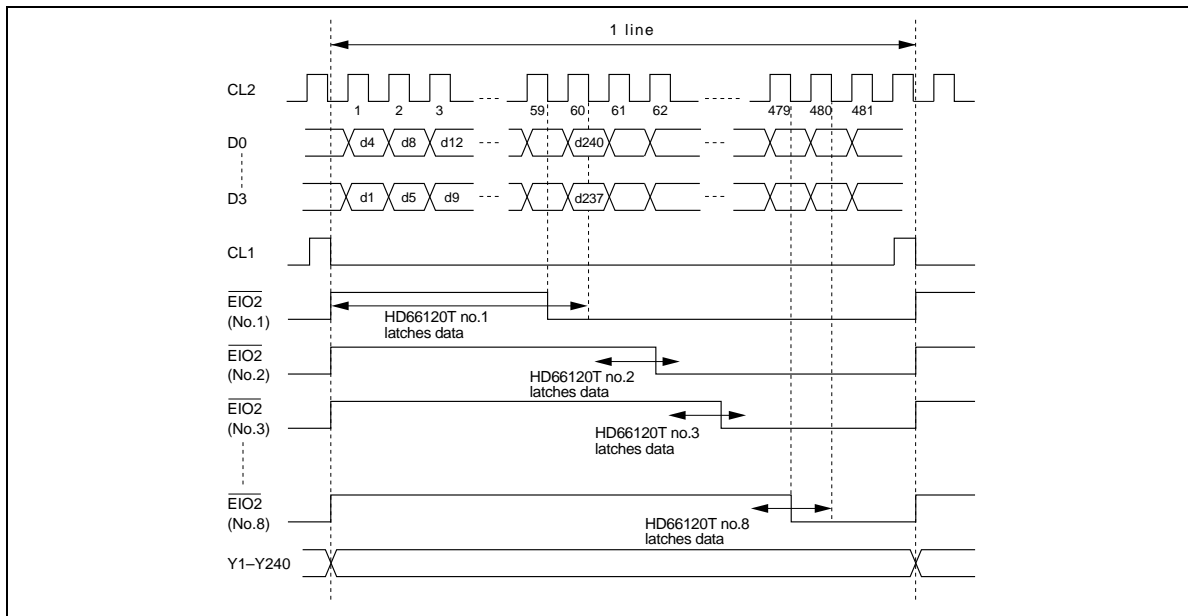 1 line
CL2
1 2 3 59 60 61 62 479 480 481
D0
d4 d8 d12 d240
D3
d1 d5 d9 d237
CL1
EIO2
(No.1)
HD66120T no.1
latches data
EIO2
(No.2)
HD66120T no.2
latches data
EIO2
(No.3)
HD66120T no.3
latches data
EIO2
(No.8)
HD66120T no.8
latches data
Y1–Y240